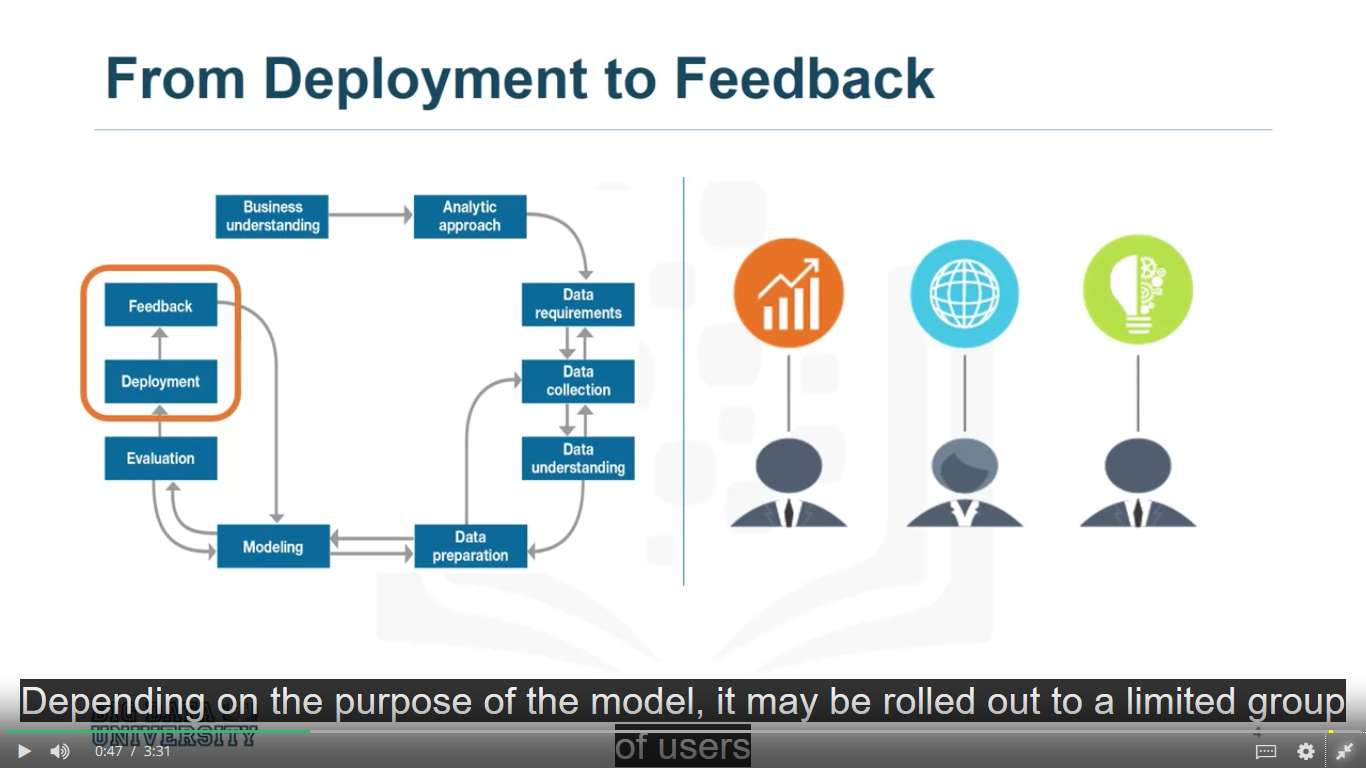 From Deployment to Feedback
Business
understanding
Analytic
approach
Feedback
Data
requirements
Deployment
Data
collection
Evaluation
Data
understanding
Modeling
Data
preparation
Depending on the purpose of the model, it may be rolled out to a limited group
of users
BIG DATA
UNIVERSITY
0:47 / 3:31